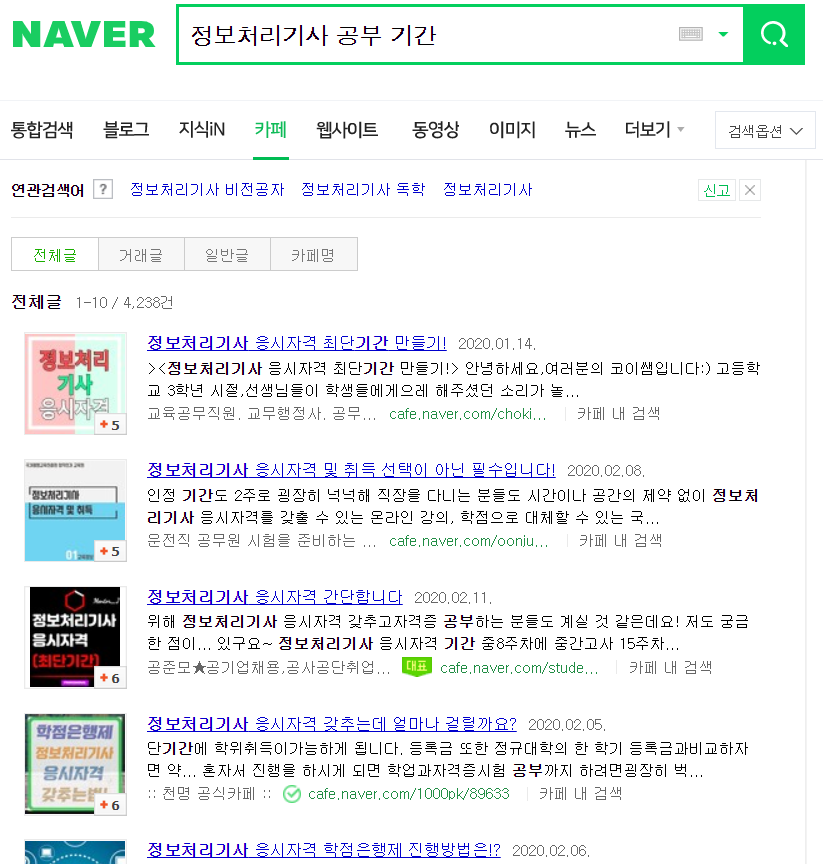 NAVER
정보처리기사 공부 기간
통합검색 블로그 지식iN 카페 웹사이트 동영상 이미지 뉴스 더보기 검색옵션
연관검색어 ? 정보처리기사 비전공자 정보처리기사 독학 정보처리기사 신고
전체글 거래글 일반글 카페명
전체글 1-10 / 4,238건
정보처리
기사
응시자격
+5
정보처리기사 응시자격 최단기간 만들기! 2020.01.14.
><정보처리기사 응시자격 최단기간 만들기!> 안녕하세요,여러분의 코이쌤입니다:) 고등학
교 3학년 시절,선생님들이 학생들에게으레 해주셨던 소리가 놀...
교육공무직원, 교무행정사, 공무... cafe.naver.com/choki... 카페 내 검색
정보처리기사
응시자격 및 취득
01
+5
정보처리기사 응시자격 및 취득 선택이 아닌 필수입니다! 2020.02.08.
인정 기간도 2주로 굉장히 넉넉해 직장을 다니는 분들도 시간이나 공간의 제약 없이 정보처
리기사 응시자격를 갖출 수 있는 온라인 강의, 학점으로 대체할 수 있는 국...
운전직 공무원 시험을 준비하는 ... cafe.naver.com/oonju... 카페 내 검색
정보처리기사
응시자격
(최단기간)
+6
정보처리기사 응시자격 간단합니다 2020.02.11.
위해 정보처리기사 응시자격 갖추고자격증 공부하는 분들도 계실 것 같은데요! 저도 궁금
한 점이... 있구요~ 정보처리기사 응시자격 기간 중8주차에 중간고사 15주차...
공준모★공기업채용,공사공단취업... 대표 cafe.naver.com/stude... 카페 내 검색
학점은행제
정보처리기사
응시자격
갖추는법!
+6
정보처리기사 응시자격 갖추는데 얼마나 걸릴까요? 2020.02.05.
단기간에 학위취득이가능하게 됩니다. 등록금 또한 정규대학의 한 학기 등록금과비교하자
면 약... 혼자서 진행을 하시게 되면 학업과자격증시험 공부까지 하려면굉장히 벅...
:: 천명 공식카페 :: cafe.naver.com/1000pk/89633 카페 내 검색
정보처리기사 응시자격 학점은행제 진행방법은!? 2020.02.06.